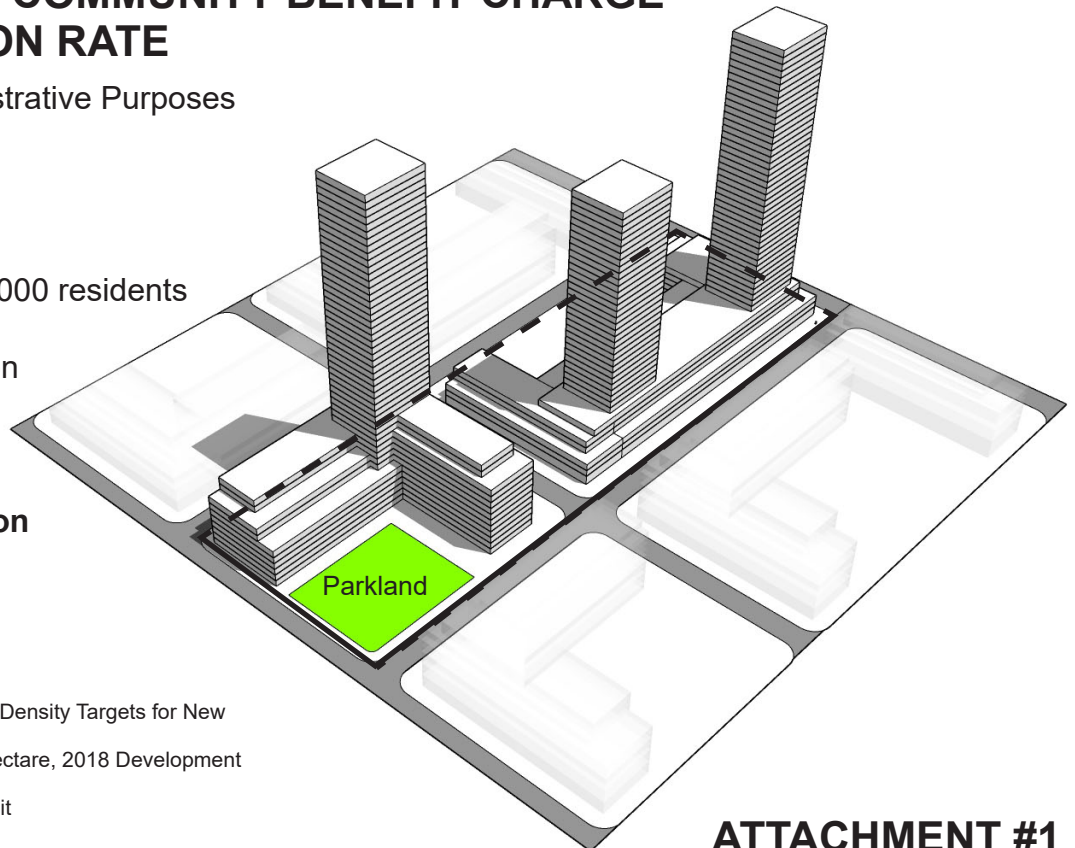 COMMUNITY BENEFIT CHARGE
ON RATE
strative Purposes
000 residents
n
on
Parkland
Density Targets for New
ectare, 2018 Development
it
ATTACHMENT #1